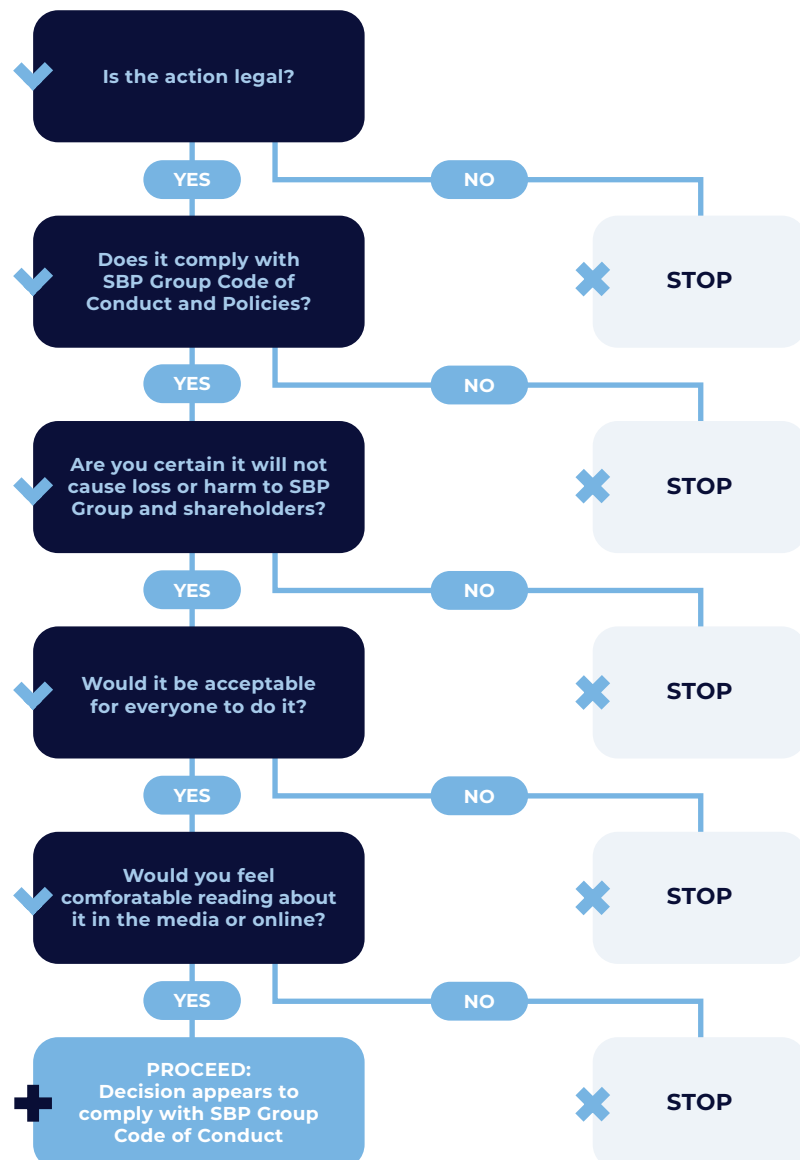 Is the action legal?
YES
NO
Does it comply with
SBP Group Code of
Conduct and Policies?
STOP
YES
NO
Are you certain it will not
cause loss or harm to SBP
Group and shareholders?
STOP
YES
NO
Would it be acceptable
for everyone to do it?
STOP
YES
NO
Would you feel
comforatable reading about
it in the media or online?
STOP
YES
NO
PROCEED:
Decision appears to
comply with SBP Group
Code of Conduct
STOP